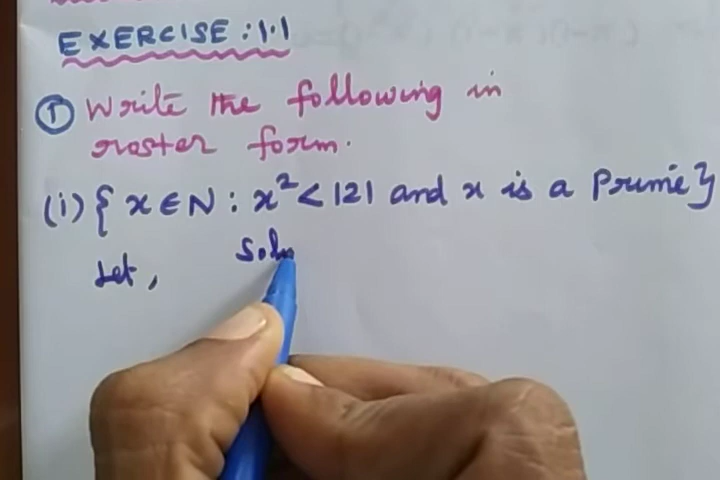 EXERCISE : 1.1
① Write the following in
roster form.
(i) { x ∈ N : x² < 121 and x is a Prime }
Let, Soln